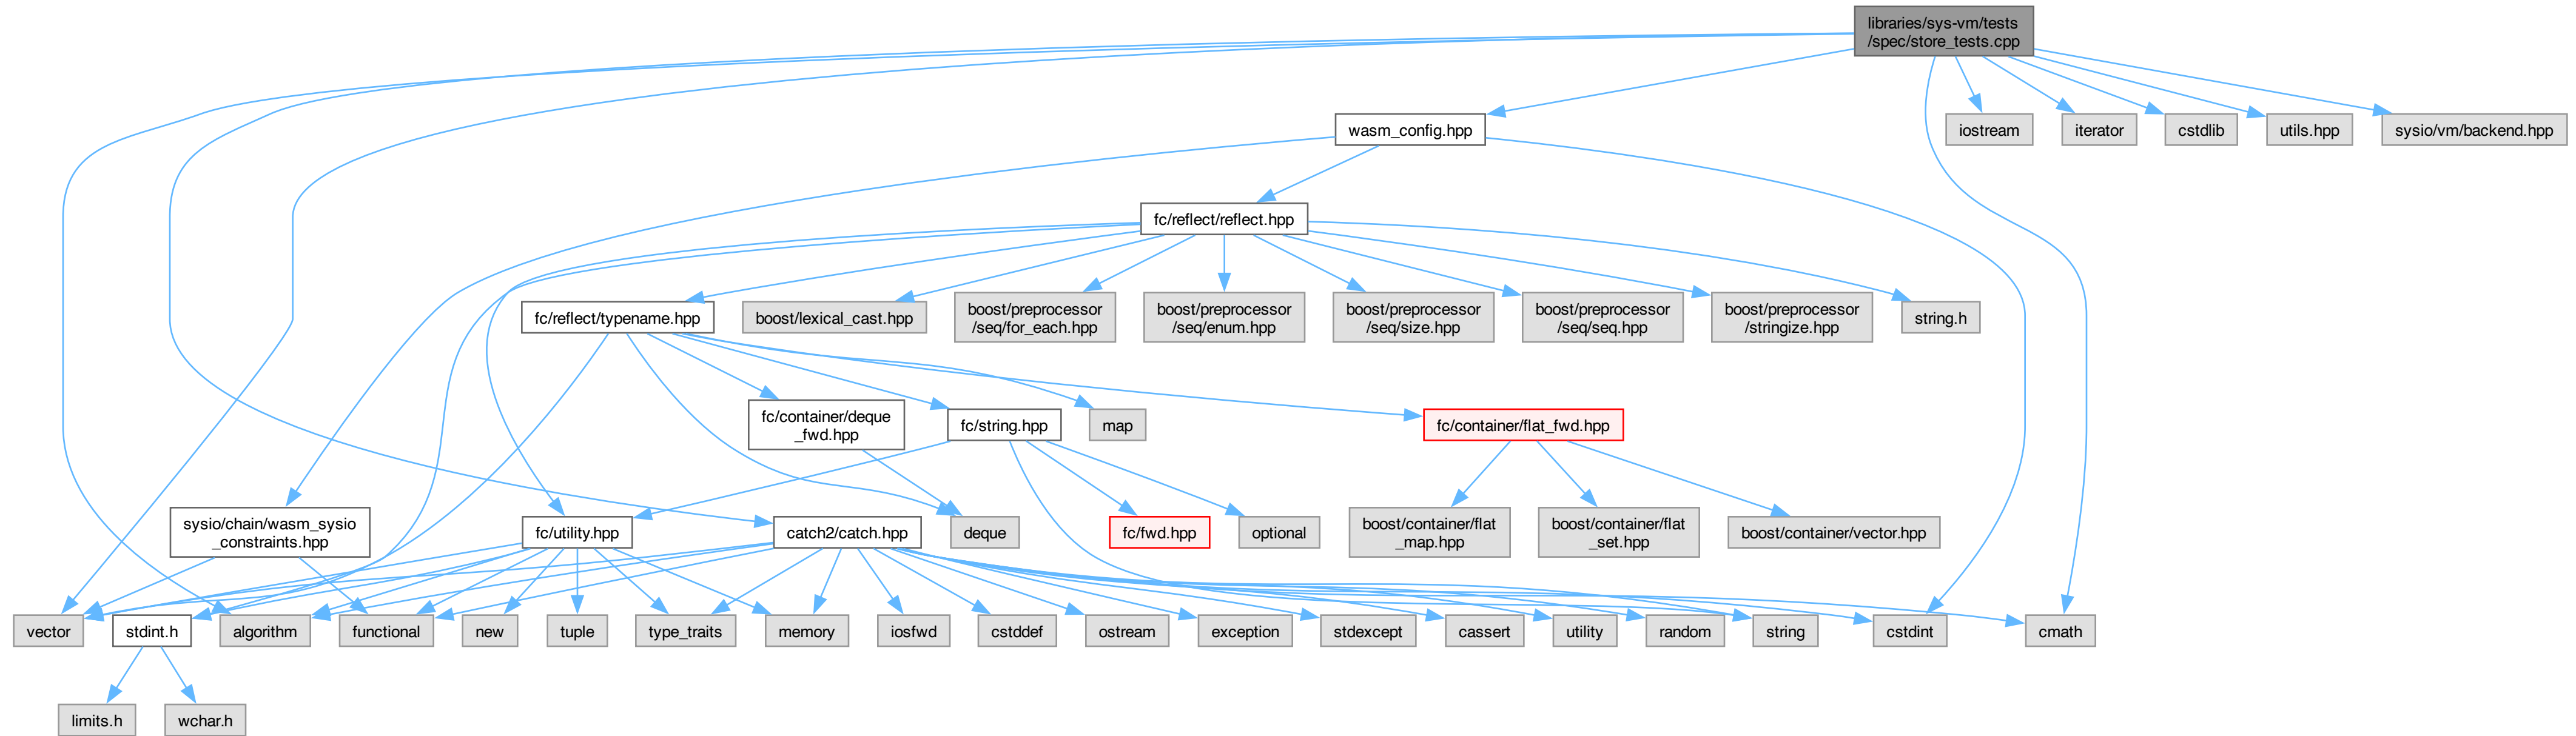 libraries/sys-vm/tests
/spec/store_tests.cpp
wasm_config.hpp
iostream
iterator
cstdlib
utils.hpp
sysio/vm/backend.hpp
fc/reflect/reflect.hpp
fc/reflect/typename.hpp
boost/lexical_cast.hpp
boost/preprocessor
/seq/for_each.hpp
boost/preprocessor
/seq/enum.hpp
boost/preprocessor
/seq/size.hpp
boost/preprocessor
/seq/seq.hpp
boost/preprocessor
/stringize.hpp
string.h
fc/container/deque
_fwd.hpp
fc/string.hpp
map
fc/container/flat_fwd.hpp
sysio/chain/wasm_sysio
_constraints.hpp
fc/utility.hpp
catch2/catch.hpp
deque
fc/fwd.hpp
optional
boost/container/flat
_map.hpp
boost/container/flat
_set.hpp
boost/container/vector.hpp
vector
stdint.h
algorithm
functional
new
tuple
type_traits
memory
iosfwd
cstddef
ostream
exception
stdexcept
cassert
utility
random
string
cstdint
cmath
limits.h
wchar.h